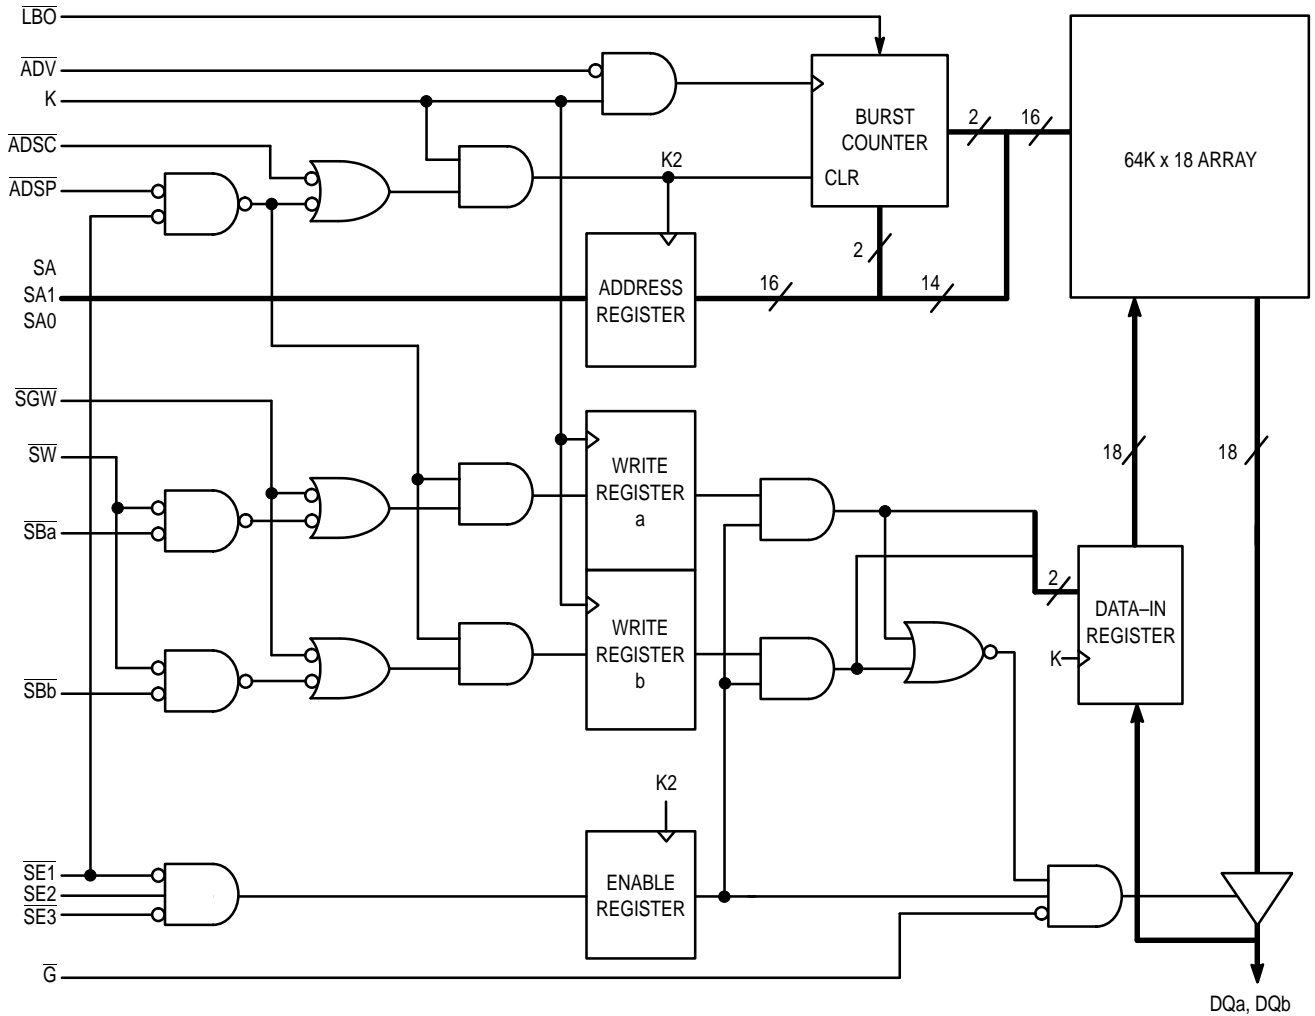 LBO
ADV
K
BURST
COUNTER
2
16
64K x 18 ARRAY
ADSC
K2
CLR
ADSP
2
SA
SA1
SA0
ADDRESS
REGISTER
16
14
SGW
SW
WRITE
REGISTER
a
18
18
SBa
2
DATA–IN
REGISTER
WRITE
REGISTER
b
K
SBb
K2
SE1
SE2
SE3
ENABLE
REGISTER
G
DQa, DQb